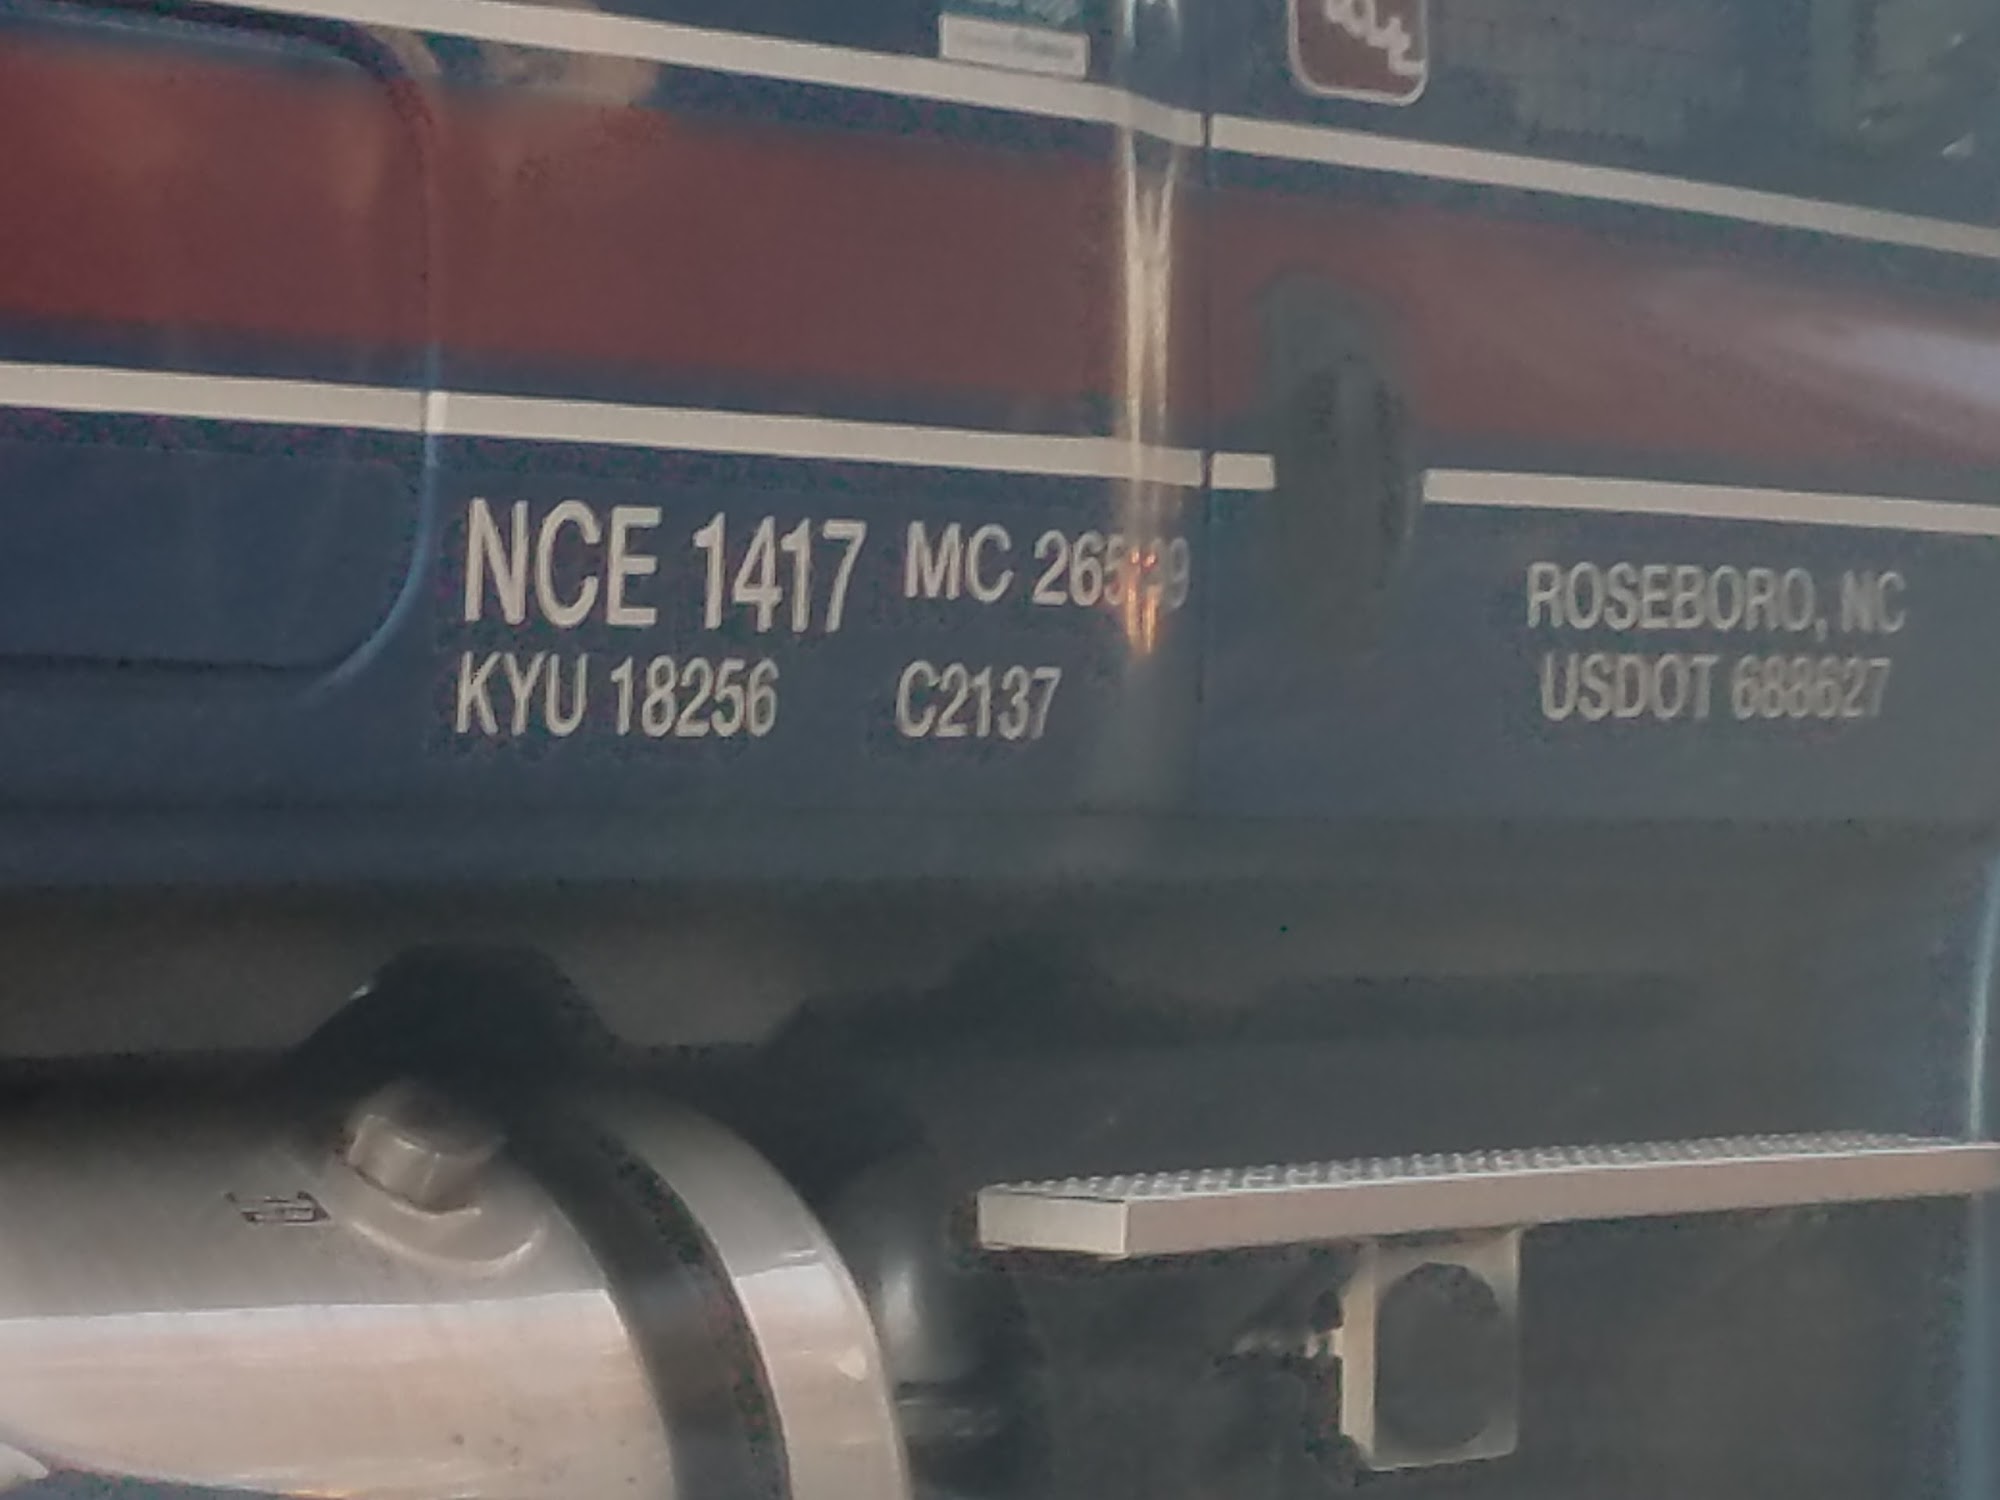 NCE 1417 MC
KYU 18256 C2137
ROSEBORO, NC
USDOT 688627